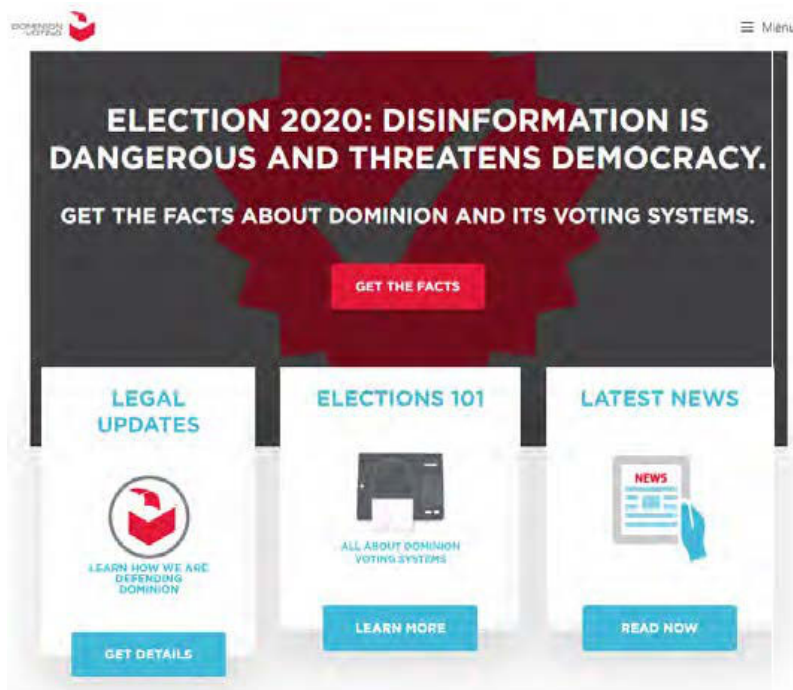 DOMINION
VOTING
☰ Menu
ELECTION 2020: DISINFORMATION IS
DANGEROUS AND THREATENS DEMOCRACY.
GET THE FACTS ABOUT DOMINION AND ITS VOTING SYSTEMS.
GET THE FACTS
LEGAL
UPDATES
LEARN HOW WE ARE
DEFENDING
DOMINION
GET DETAILS
ELECTIONS 101
ALL ABOUT DOMINION
VOTING SYSTEMS
LEARN MORE
LATEST NEWS
NEWS
READ NOW